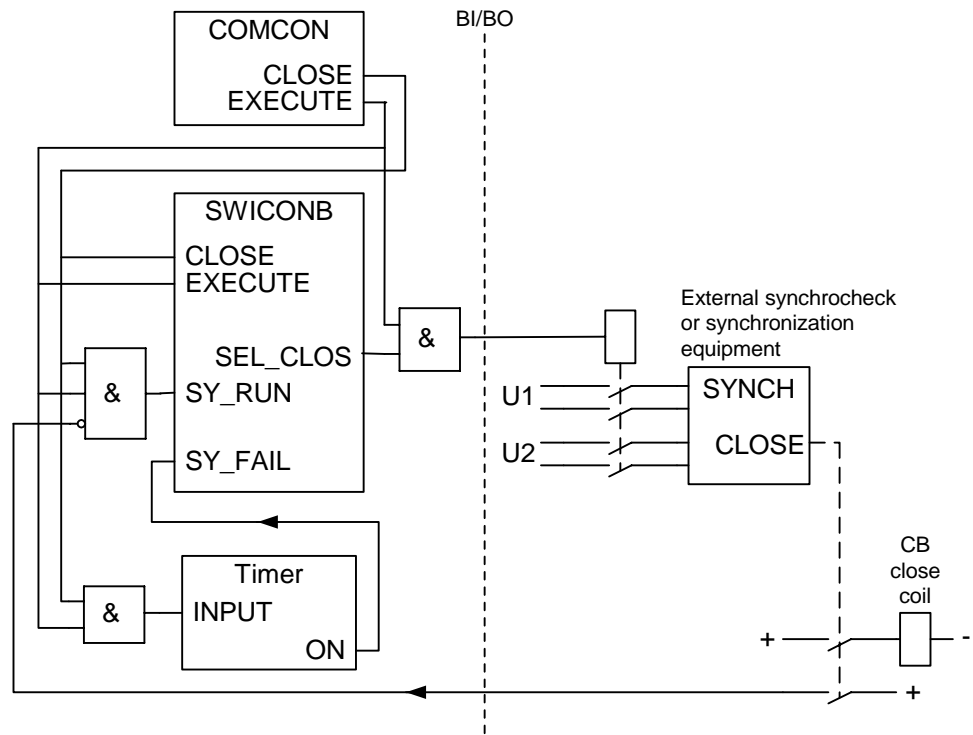 BI/BO
COMCON
CLOSE
EXECUTE
SWICONB
CLOSE
EXECUTE
SEL_CLOS
SY_RUN
SY_FAIL
&
&
External synchrocheck
or synchronization
equipment
U1
U2
SYNCH
CLOSE
&
Timer
INPUT
ON
CB
close
coil
+
-
+